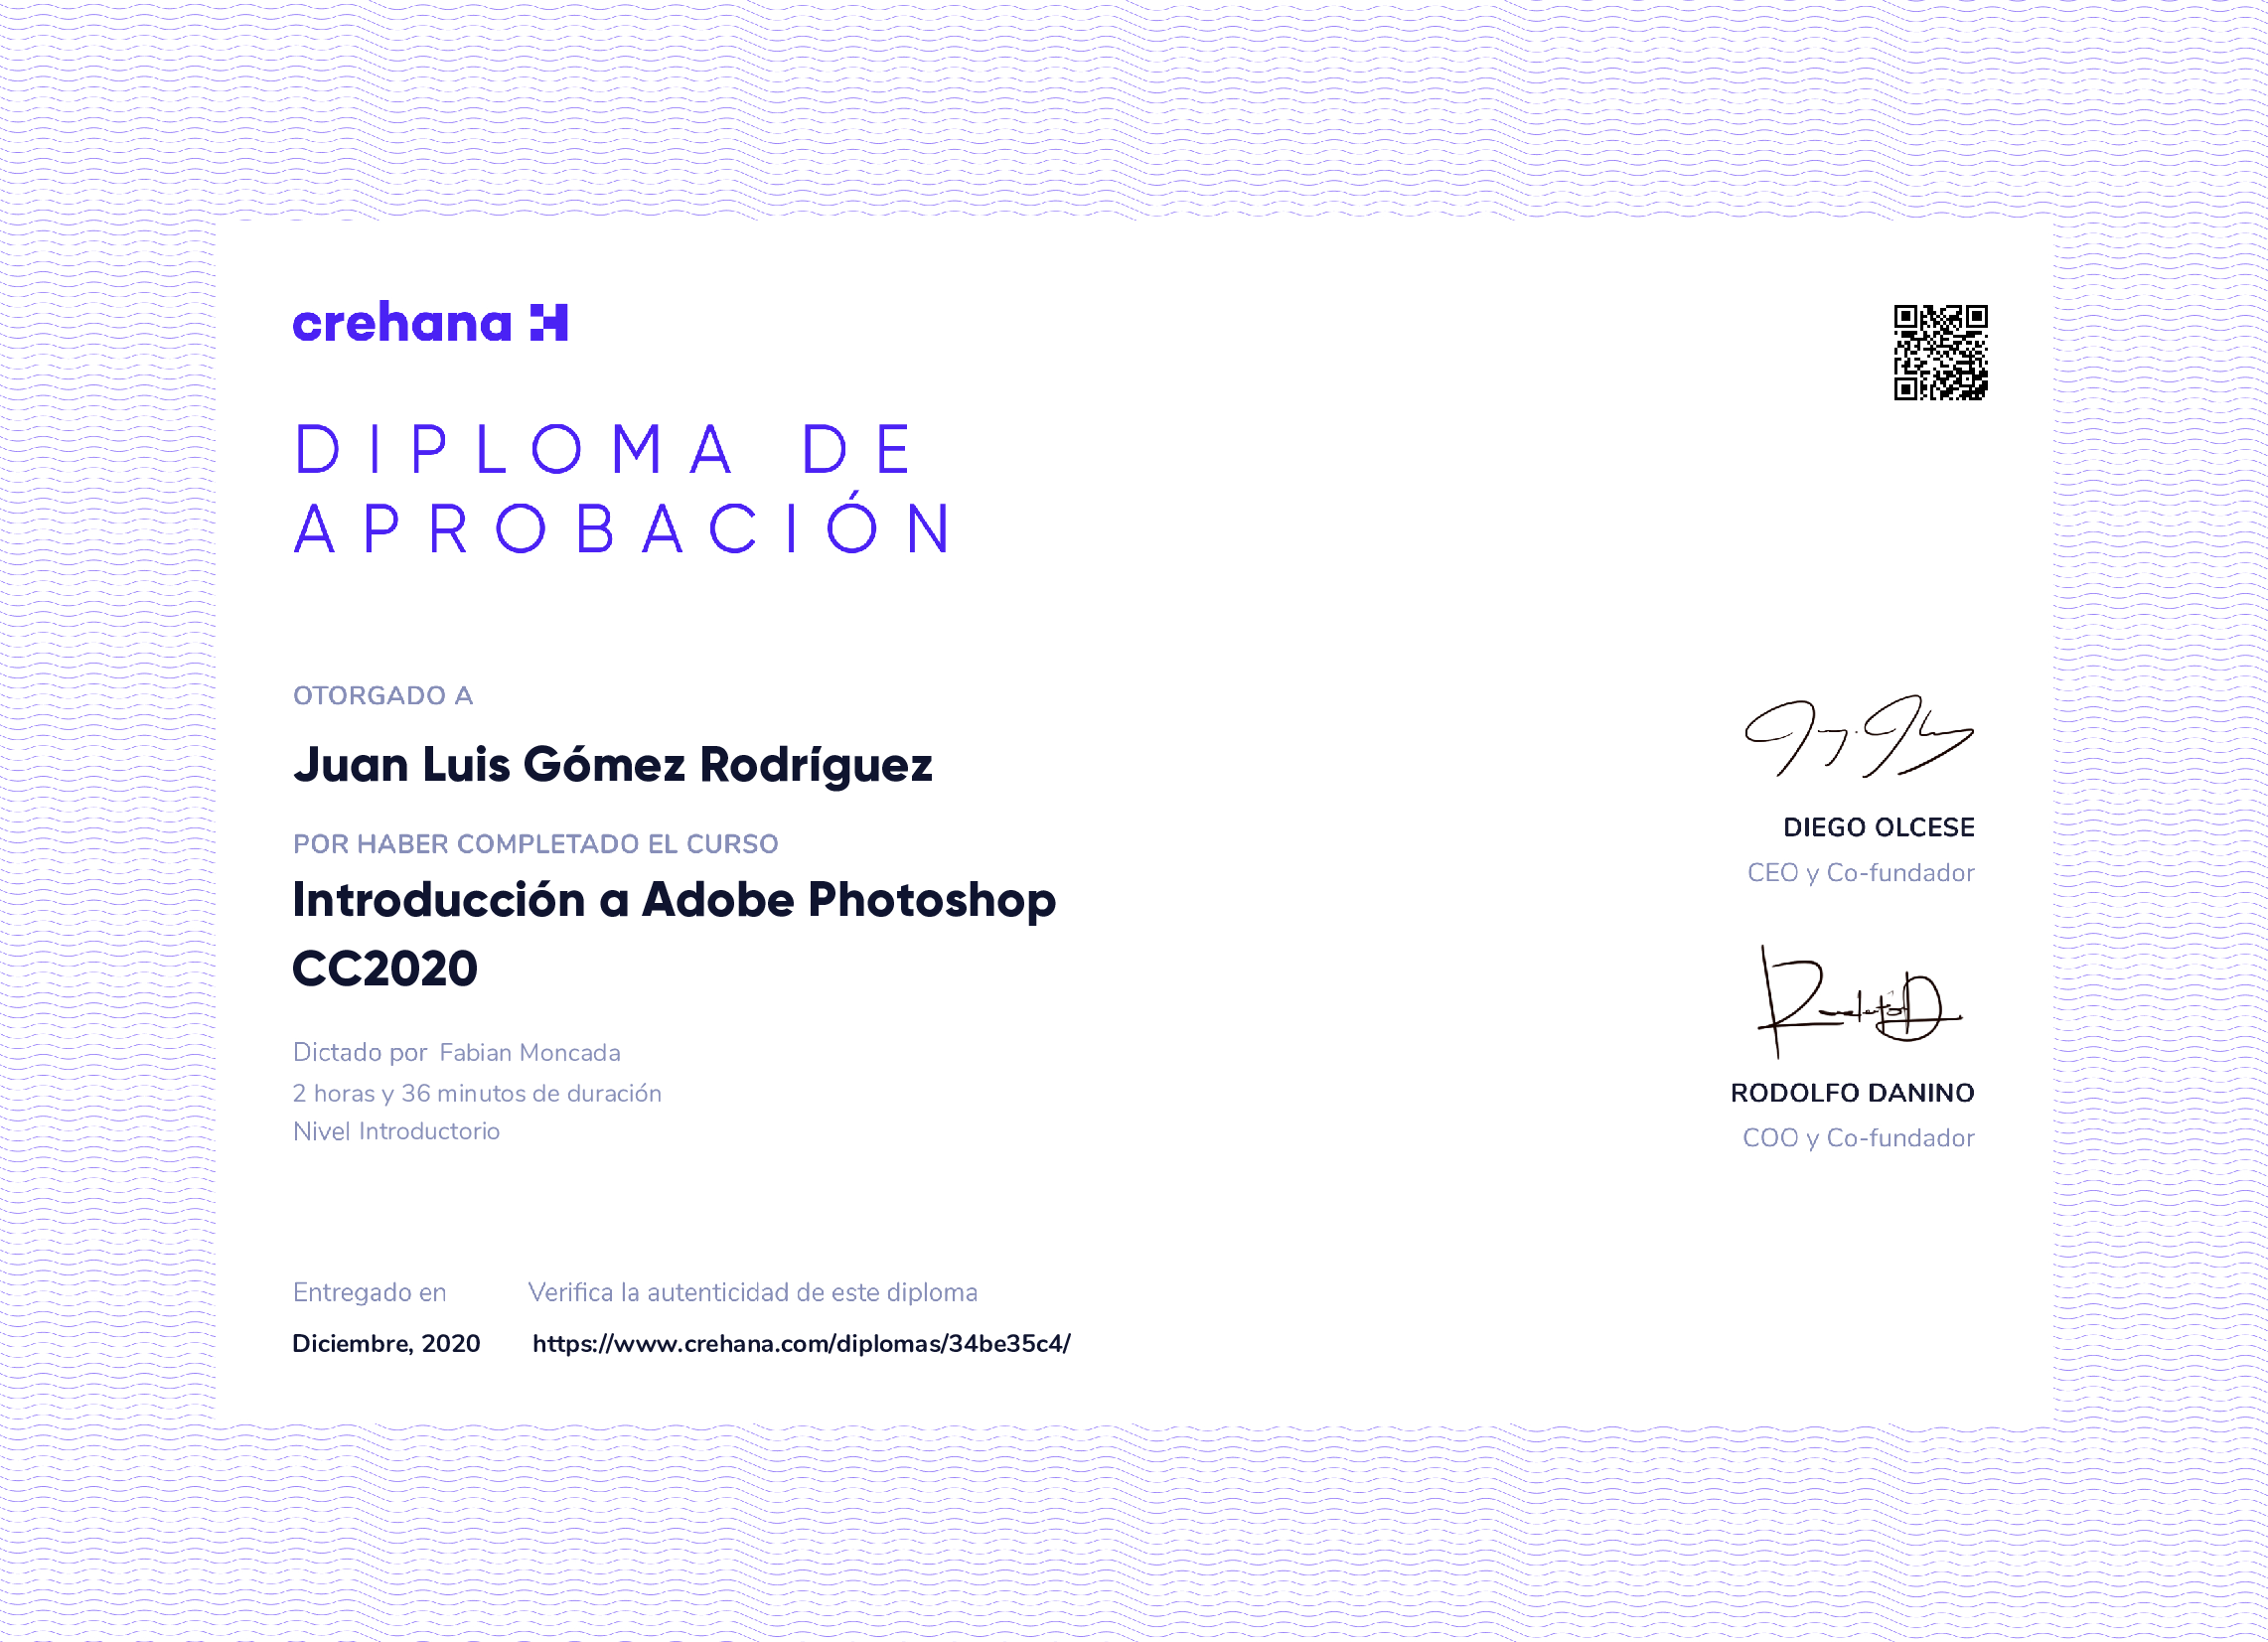 crehana
DIPLOMA DE
APROBACIÓN
OTORGADO A
Juan Luis Gómez Rodríguez
POR HABER COMPLETADO EL CURSO
Introducción a Adobe Photoshop
CC2020
Dictado por Fabian Moncada
2 horas y 36 minutos de duración
Nivel Introductorio
DIEGO OLCESE
CEO y Co-fundador
RODOLFO DANINO
COO y Co-fundador
Entregado en
Diciembre, 2020
Verifica la autenticidad de este diploma
https://www.crehana.com/diplomas/34be35c4/